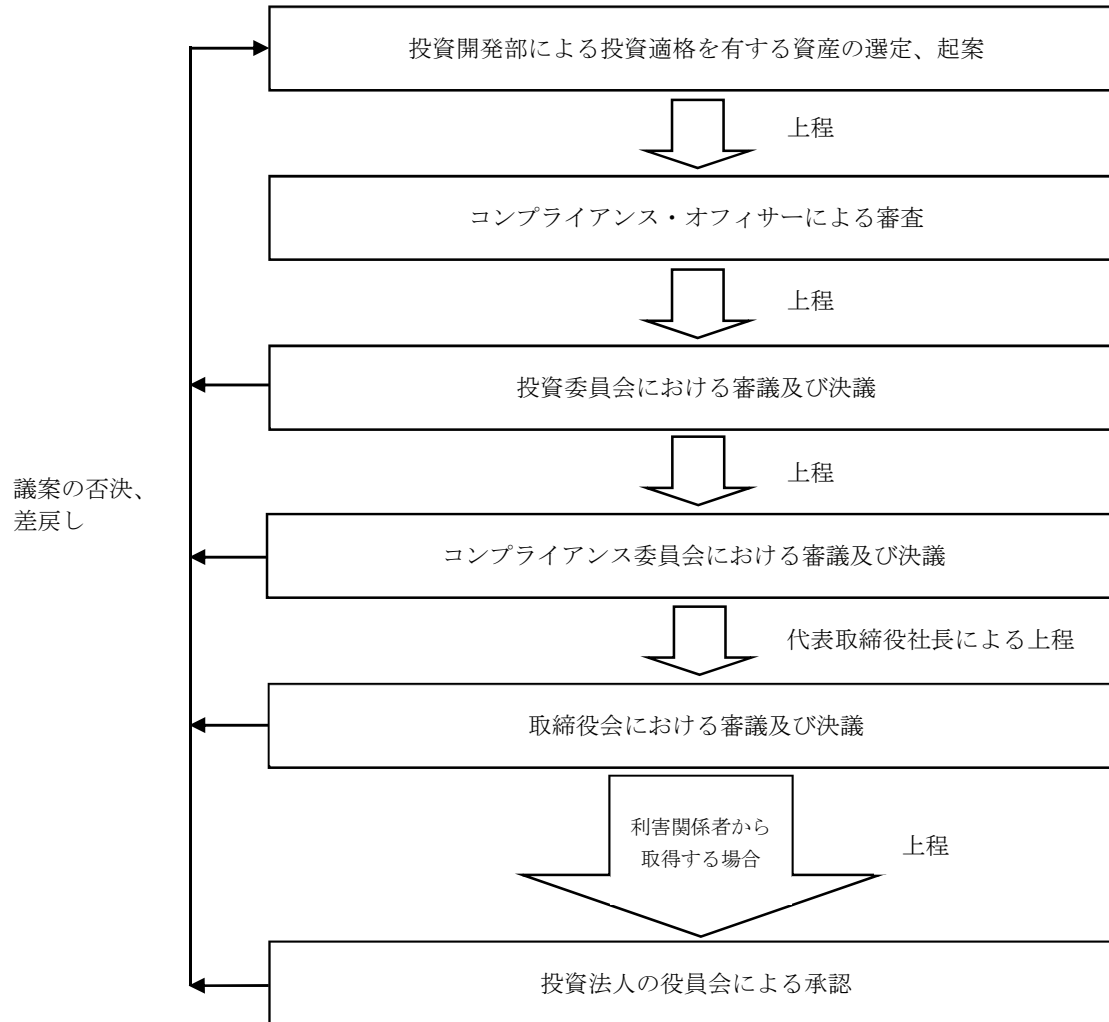 投資開発部による投資適格を有する資産の選定、起案
上程
コンプライアンス・オフィサーによる審査
上程
投資委員会における審議及び決議
上程
議案の否決、
差戻し
コンプライアンス委員会における審議及び決議
代表取締役社長による上程
取締役会における審議及び決議
利害関係者から
取得する場合
上程
投資法人の役員会による承認